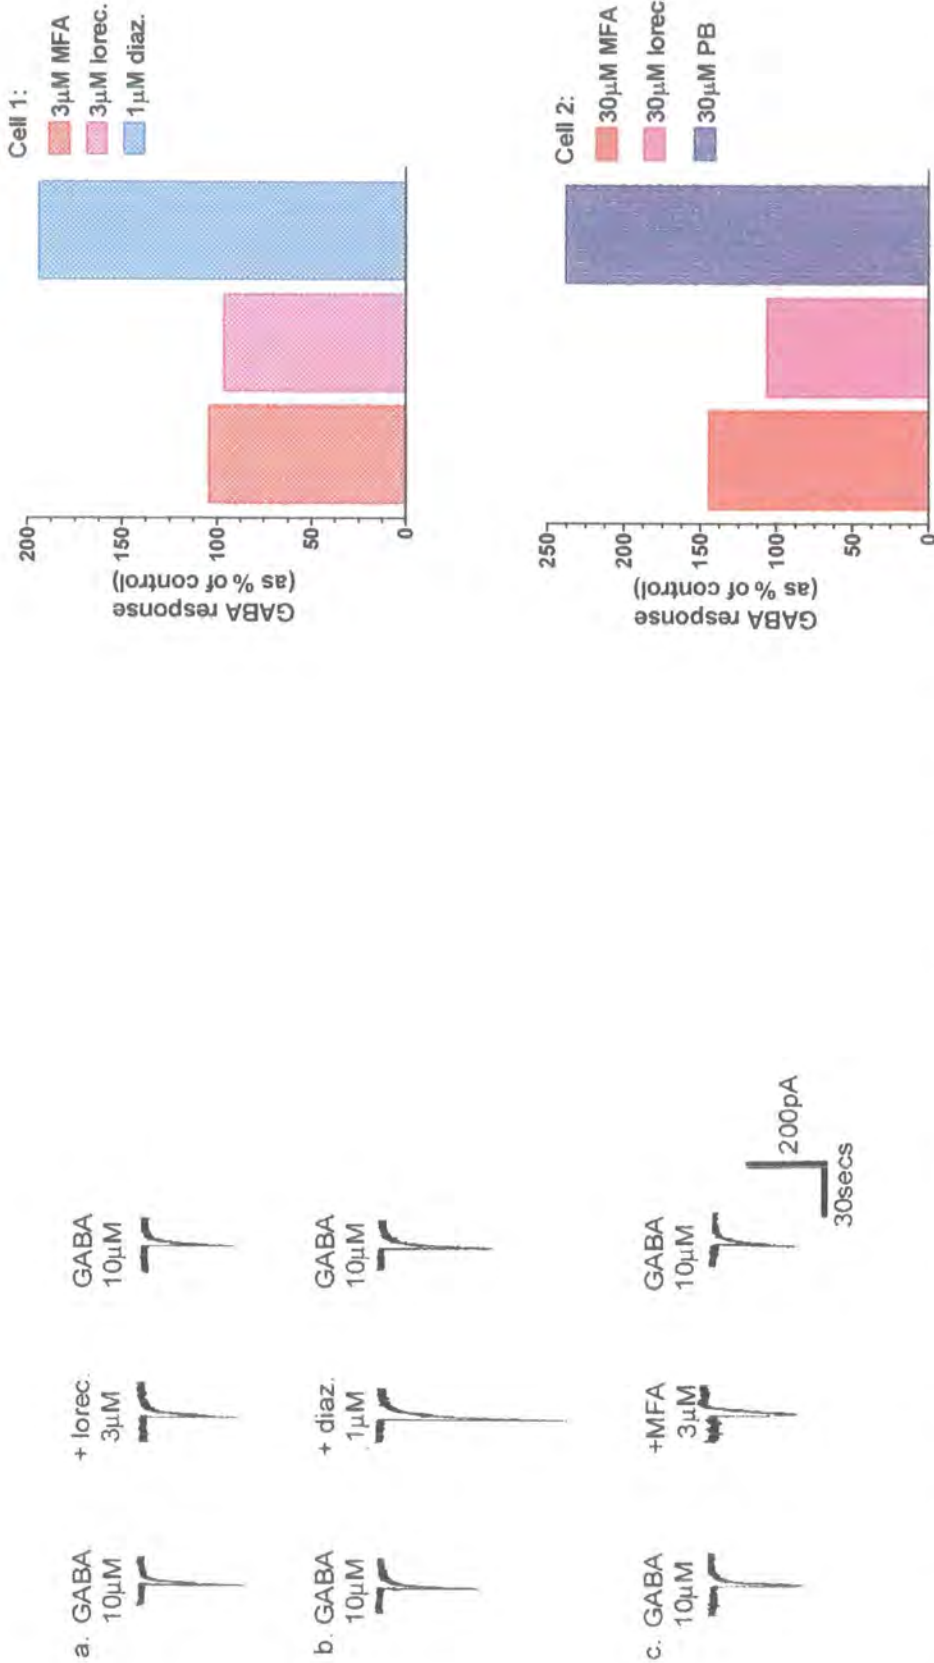 a. GABA
10μM
+ lorec.
3μM
GABA
10μM
b. GABA
10μM
+ diaz.
1μM
GABA
10μM
c. GABA
10μM
+MFA
3μM
GABA
10μM
200pA
30secs
GABA response
(as % of control)
200
150
100
50
0
Cell 1:
3μM MFA
3μM lorec.
1μM diaz.
GABA response
(as % of control)
250
200
150
100
50
0
Cell 2:
30μM MFA
30μM lorec
30μM PB